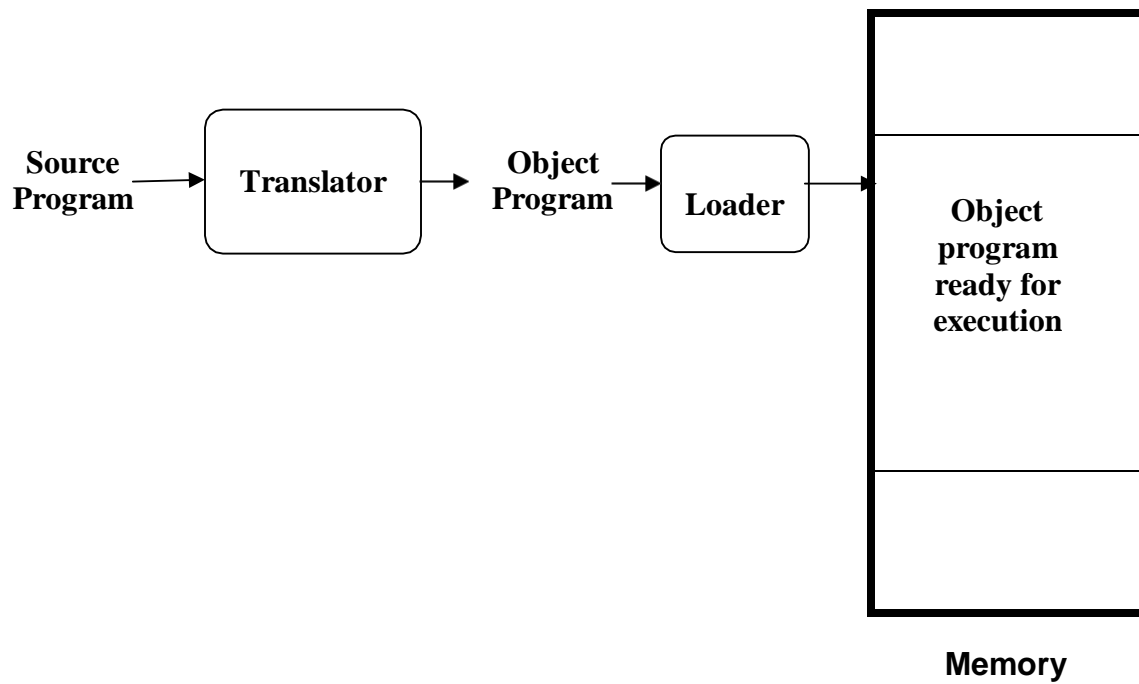 Source
Program
Translator
Object
Program
Loader
Object
program
ready for
execution
Memory